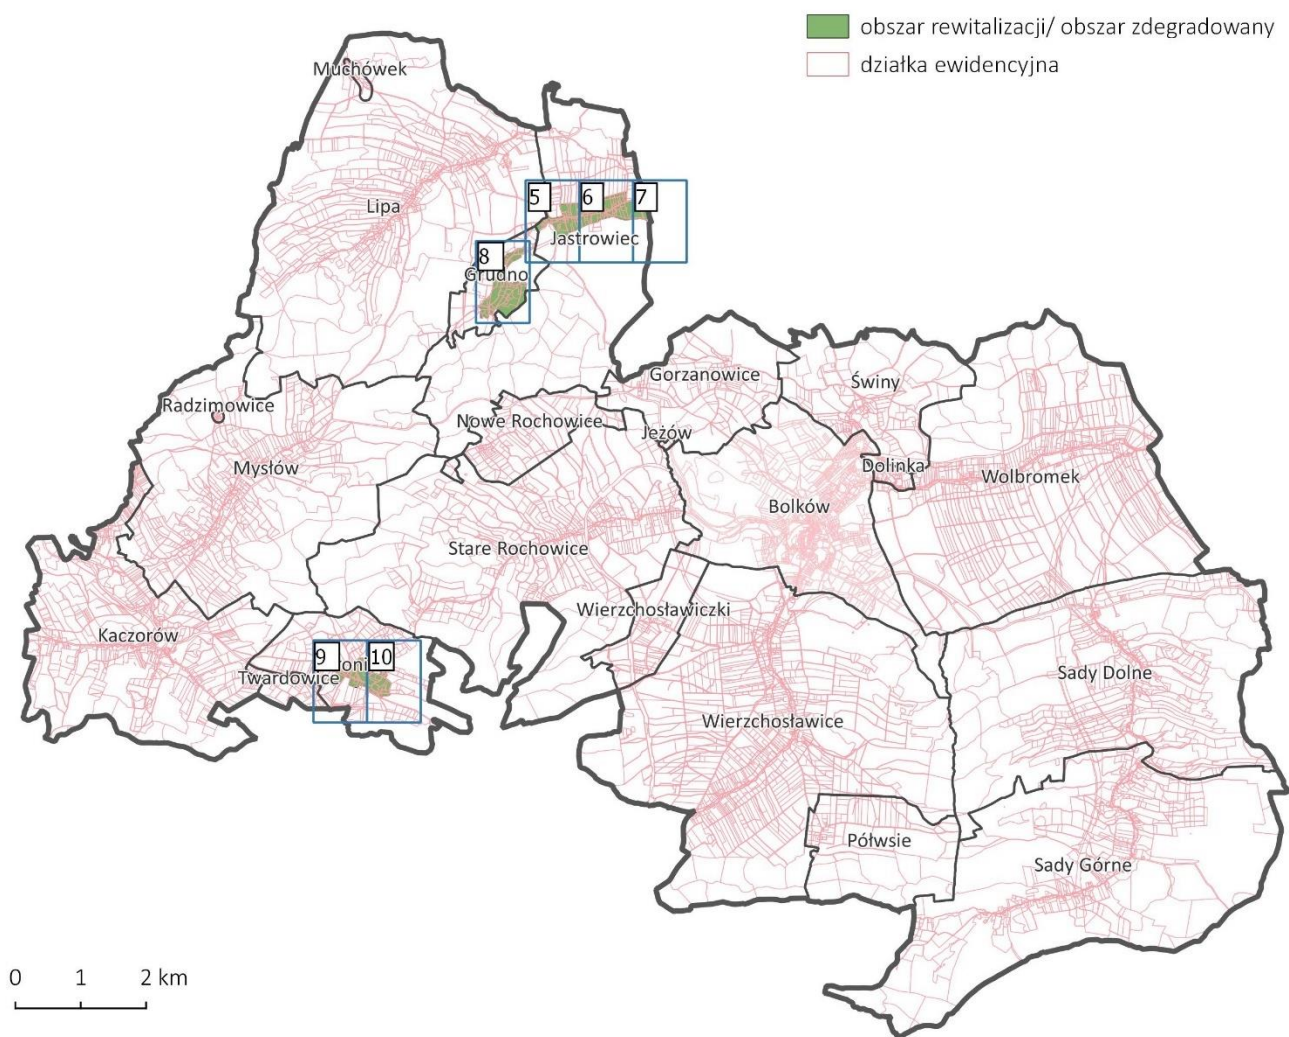 obszar rewitalizacji/ obszar zdegradowany
działka ewidencyjna
Muchówek
Lipa
5
6
7
Jastrowiec
8
Grudno
Gorzanowice
Świny
Radzimowice
Nowe Rochowice
Jeżów
Mysłów
Dolinka
Wolbromek
Bolków
Stare Rochowice
Wierzchosławiczki
Kaczorów
9
10
Twardowice
Sady Dolne
Wierzchosławice
Półwsie
Sady Górne
0 1 2 km